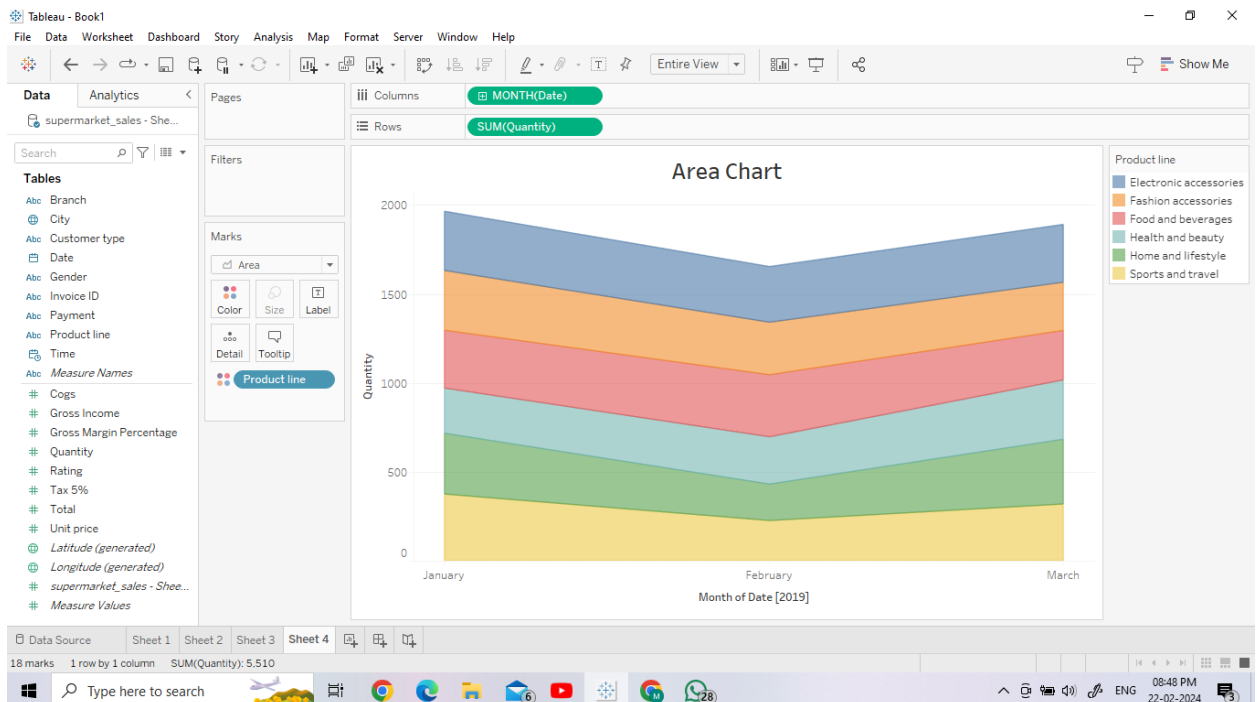 Tableau - Book1
File Data Worksheet Dashboard Story Analysis Map Format Server Window Help
Entire View
Show Me
Data Analytics
supermarket_sales - She...
Search
Tables
Abc Branch
City
Abc Customer type
Date
Abc Gender
Abc Invoice ID
Abc Payment
Abc Product line
Time
Abc Measure Names
# Cogs
# Gross Income
# Gross Margin Percentage
# Quantity
# Rating
# Tax 5%
# Total
# Unit price
Latitude (generated)
Longitude (generated)
# supermarket_sales - Shee...
# Measure Values
Pages
Filters
Marks
Area
Color Size Label
Detail Tooltip
Product line
Columns MONTH(Date)
Rows SUM(Quantity)
Area Chart
2000
1500
1000
500
0
Quantity
January February March
Month of Date [2019]
Product line
Electronic accessories
Fashion accessories
Food and beverages
Health and beauty
Home and lifestyle
Sports and travel
Data Source Sheet 1 Sheet 2 Sheet 3 Sheet 4
18 marks 1 row by 1 column SUM(Quantity): 5,510
Type here to search
6
M
28
ENG
08:48 PM
22-02-2024
3